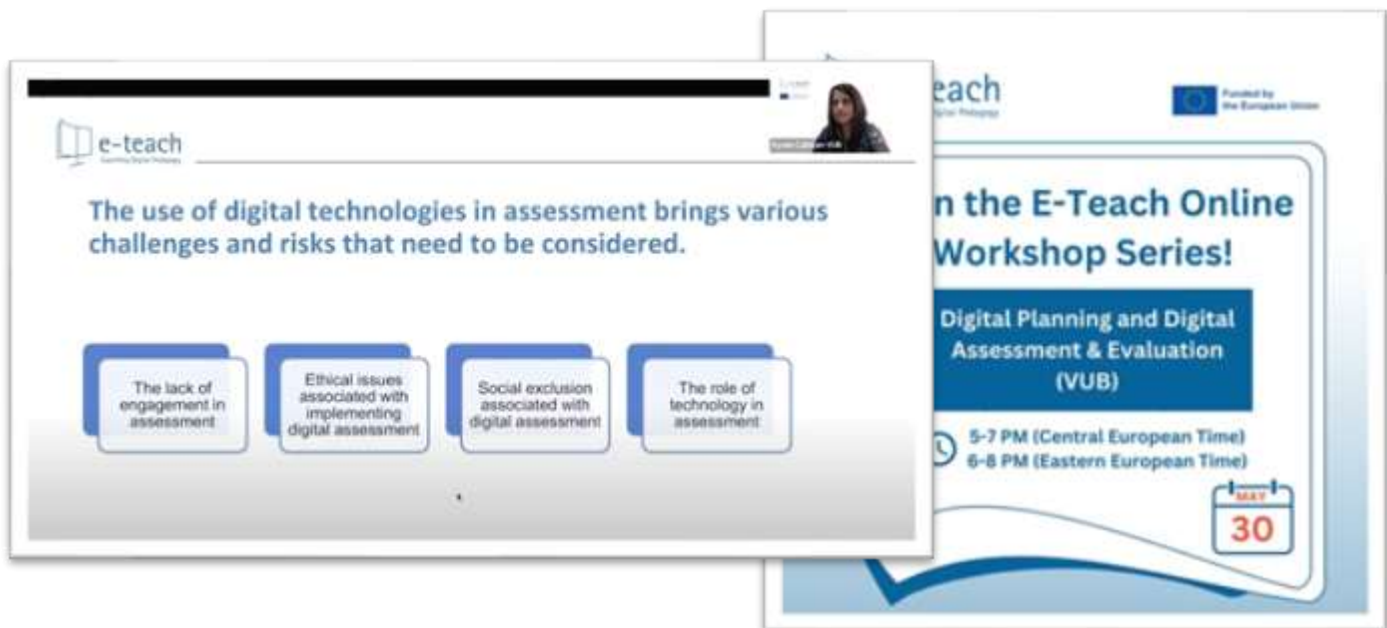 e-teach
The use of digital technologies in assessment brings various
challenges and risks that need to be considered.
The lack of
engagement in
assessment
Ethical issues
associated with
implementing
digital assessment
Social exclusion
associated with
digital assessment
The role of
technology in
assessment
each
Funded by
the European Union
n the E-Teach Online
Workshop Series!
Digital Planning and Digital
Assessment & Evaluation
(VUB)
5-7 PM (Central European Time)
6-8 PM (Eastern European Time)
MAY
30